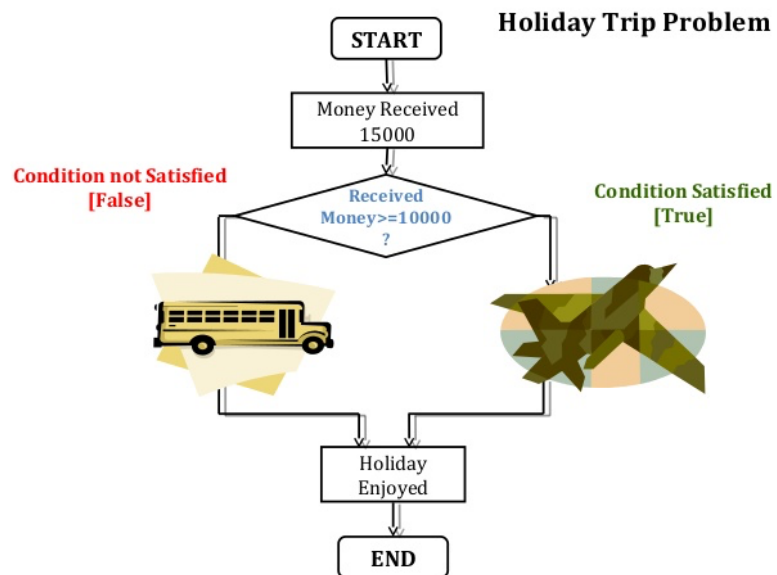 Holiday Trip Problem
START
Money Received
15000
Condition not Satisfied
[False]
Received
Money>=10000
?
Condition Satisfied
[True]
Holiday
Enjoyed
END